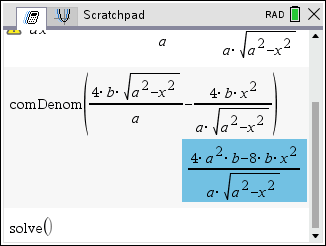 Scratchpad RAD
dx a a·√(a²−x²)
comDenom(4·b·√(a²−x²)/a − 4·b·x²/(a·√(a²−x²)))
(4·a²·b−8·b·x²)/(a·√(a²−x²))
solve()